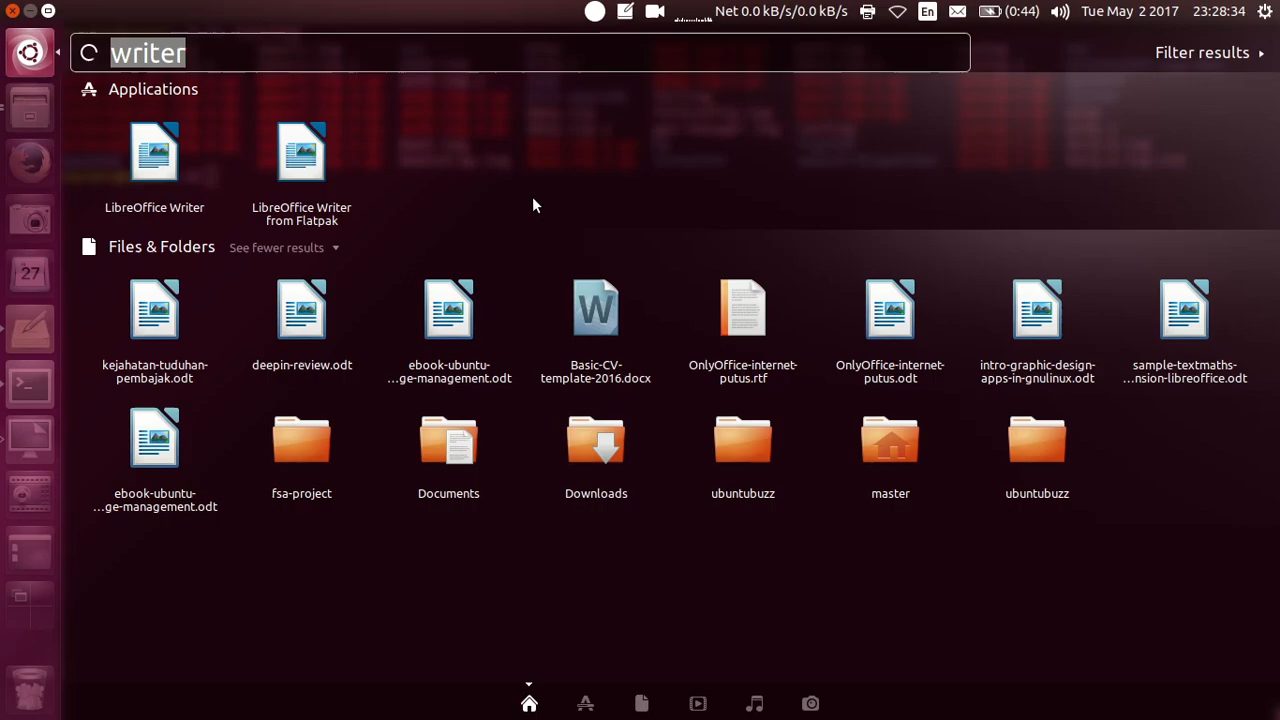 Net 0.0 kB/s/0.0 kB/s En (0:44) Tue May 2 2017 23:28:34
writer
Filter results
Applications
LibreOffice Writer
LibreOffice Writer
from Flatpak
Files & Folders See fewer results
kejahatan-tuduhan-
pembajak.odt
deepin-review.odt
ebook-ubuntu-
...ge-management.odt
Basic-CV-
template-2016.docx
OnlyOffice-internet-
putus.rtf
OnlyOffice-internet-
putus.odt
intro-graphic-design-
apps-in-gnulinux.odt
sample-textmaths-
...nsion-libreoffice.odt
ebook-ubuntu-
...ge-management.odt
fsa-project
Documents
Downloads
ubuntubuzz
master
ubuntubuzz
27